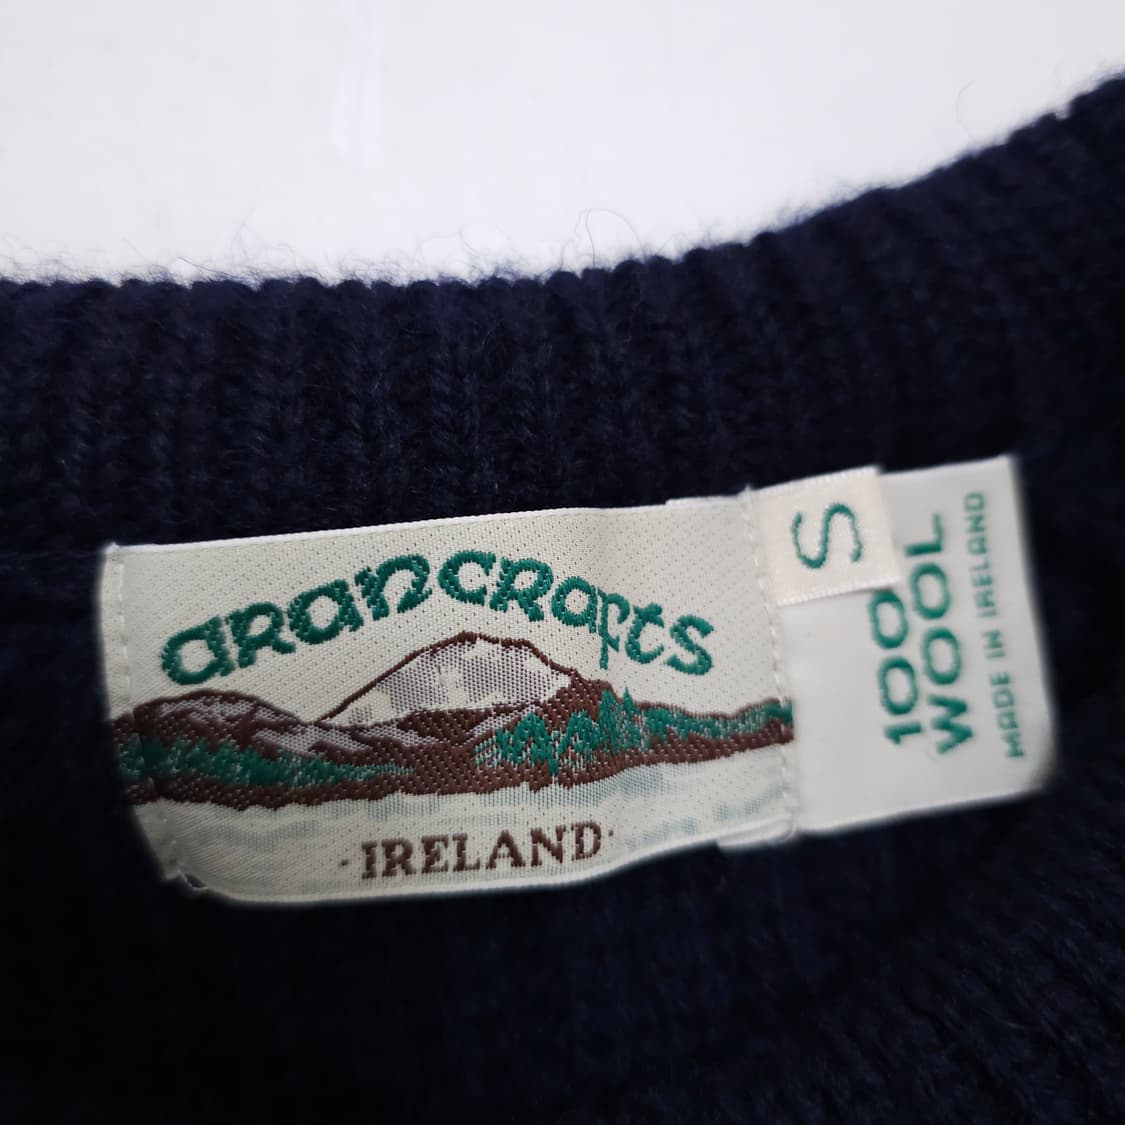 arancrafts
·IRELAND·
S
100
WOOL
MADE IN IRELAND